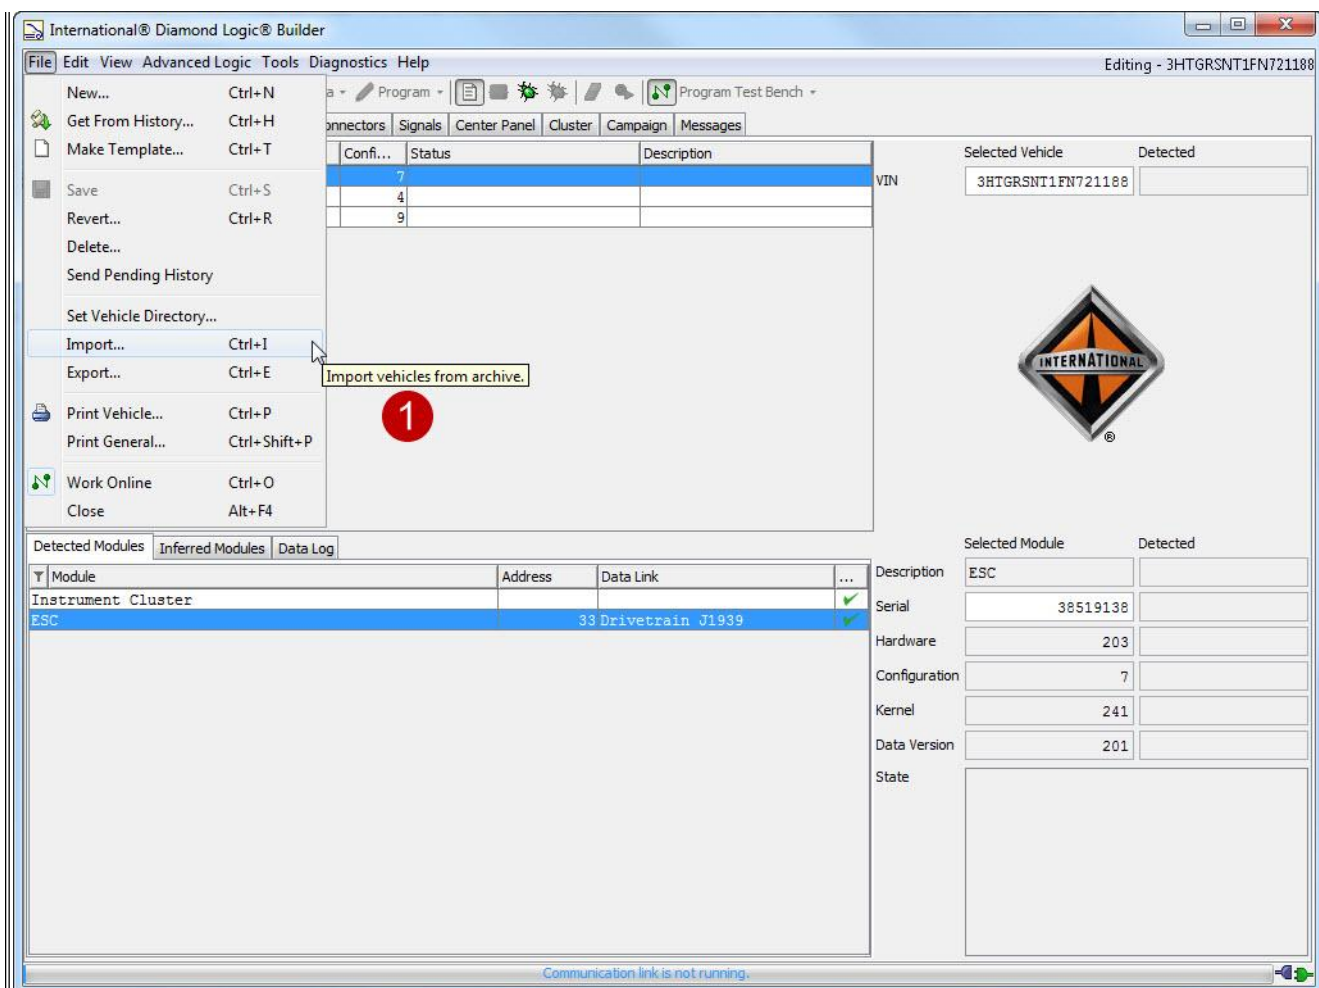 International® Diamond Logic® Builder
File Edit View Advanced Logic Tools Diagnostics Help
Editing - 3HTGRSNT1FN721188
New... Ctrl+N
Get From History... Ctrl+H
Make Template... Ctrl+T
Save Ctrl+S
Revert... Ctrl+R
Delete...
Send Pending History
Set Vehicle Directory...
Import... Ctrl+I
Export... Ctrl+E
Print Vehicle... Ctrl+P
Print General... Ctrl+Shift+P
Work Online Ctrl+O
Close Alt+F4
Import vehicles from archive.
1
Program Program Test Bench
Signals Center Panel Cluster Campaign Messages
Confi... Status Description
7
4
9
Selected Vehicle Detected
VIN 3HTGRSNT1FN721188
INTERNATIONAL
®
Detected Modules Inferred Modules Data Log
Module Address Data Link ...
Instrument Cluster
ESC 33 Drivetrain J1939
Selected Module Detected
Description ESC
Serial 38519138
Hardware 203
Configuration 7
Kernel 241
Data Version 201
State
Communication link is not running.